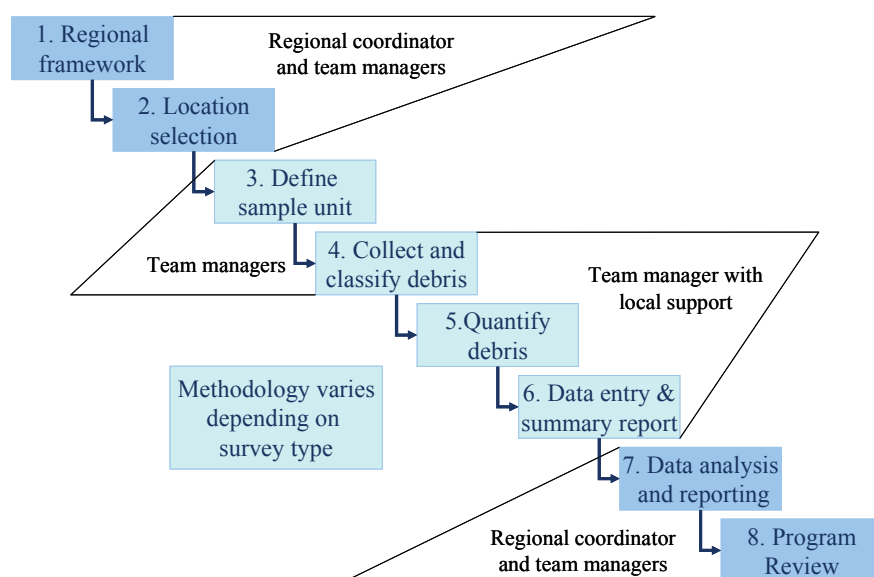 1. Regional
framework
Regional coordinator
and team managers
2. Location
selection
3. Define
sample unit
Team managers
4. Collect and
classify debris
Team manager with
local support
5.Quantify
debris
Methodology varies
depending on
survey type
6. Data entry &
summary report
7. Data analysis
and reporting
Regional coordinator
and team managers
8. Program
Review